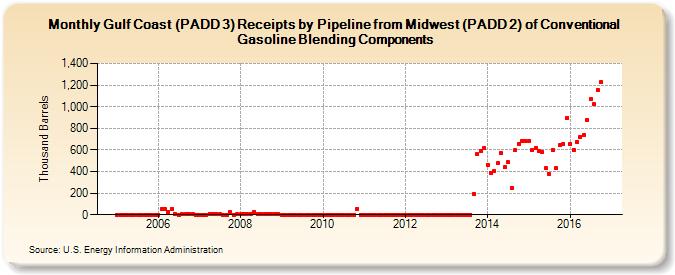 Monthly Gulf Coast (PADD 3) Receipts by Pipeline from Midwest (PADD 2) of Conventional
Gasoline Blending Components
Thousand Barrels
1,400
1,200
1,000
800
600
400
200
0
2006 2008 2010 2012 2014 2016
Source: U.S. Energy Information Administration